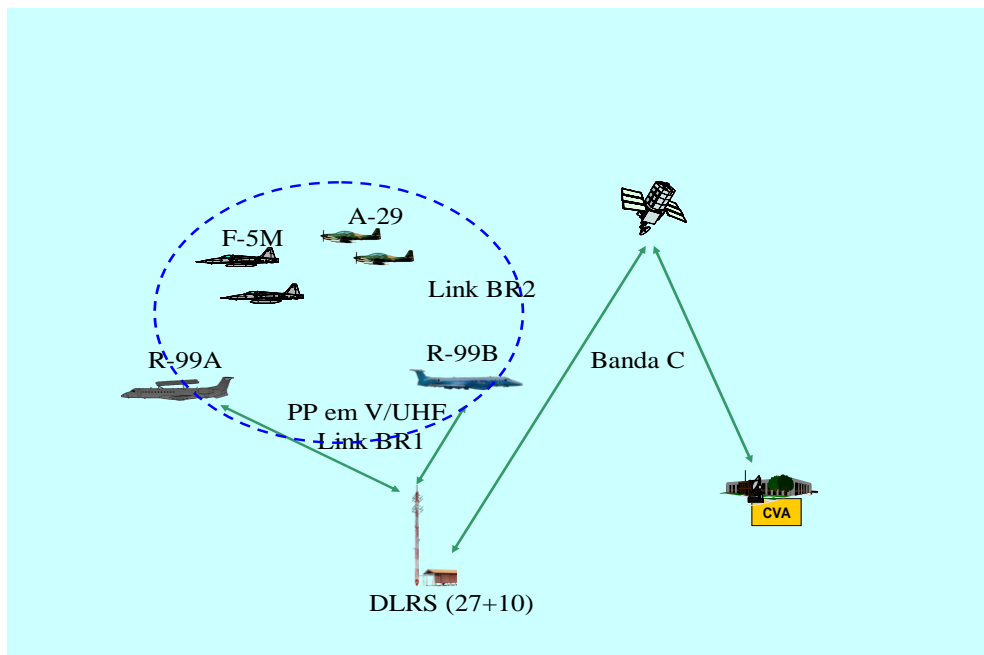 A-29
F-5M
Link BR2
R-99A
R-99B
Banda C
PP em V/UHF
Link BR1
CVA
DLRS (27+10)